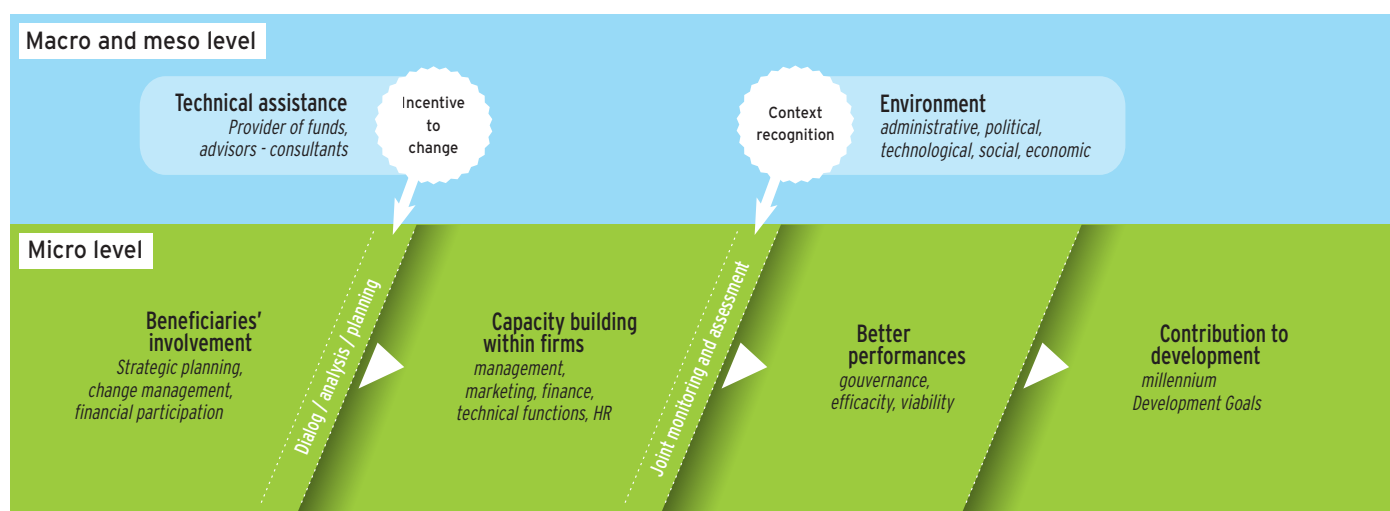 Macro and meso level
Technical assistance
Provider of funds,
advisors - consultants
Incentive
to
change
Context
recognition
Environment
administrative, political,
technological, social, economic
Micro level
Beneficiaries'
involvement
Strategic planning,
change management,
financial participation
Dialog / analysis / planning
Capacity building
within firms
management,
marketing, finance,
technical functions, HR
Joint monitoring and assessment
Better
performances
gouvernance,
efficacity, viability
Contribution to
development
millennium
Development Goals